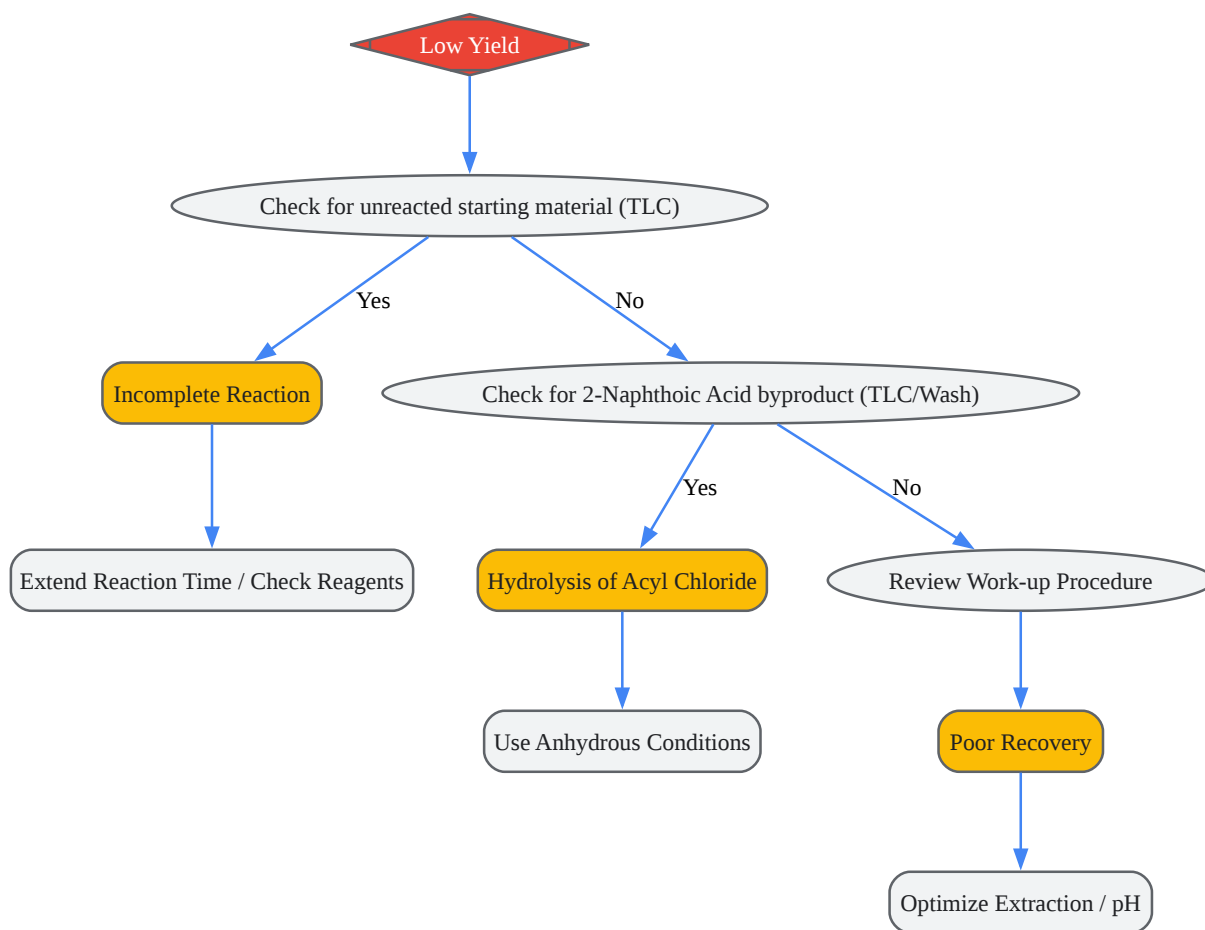 Low Yield
Check for unreacted starting material (TLC)
Yes
No
Incomplete Reaction
Check for 2-Naphthoic Acid byproduct (TLC/Wash)
Yes
No
Extend Reaction Time / Check Reagents
Hydrolysis of Acyl Chloride
Review Work-up Procedure
Use Anhydrous Conditions
Poor Recovery
Optimize Extraction / pH